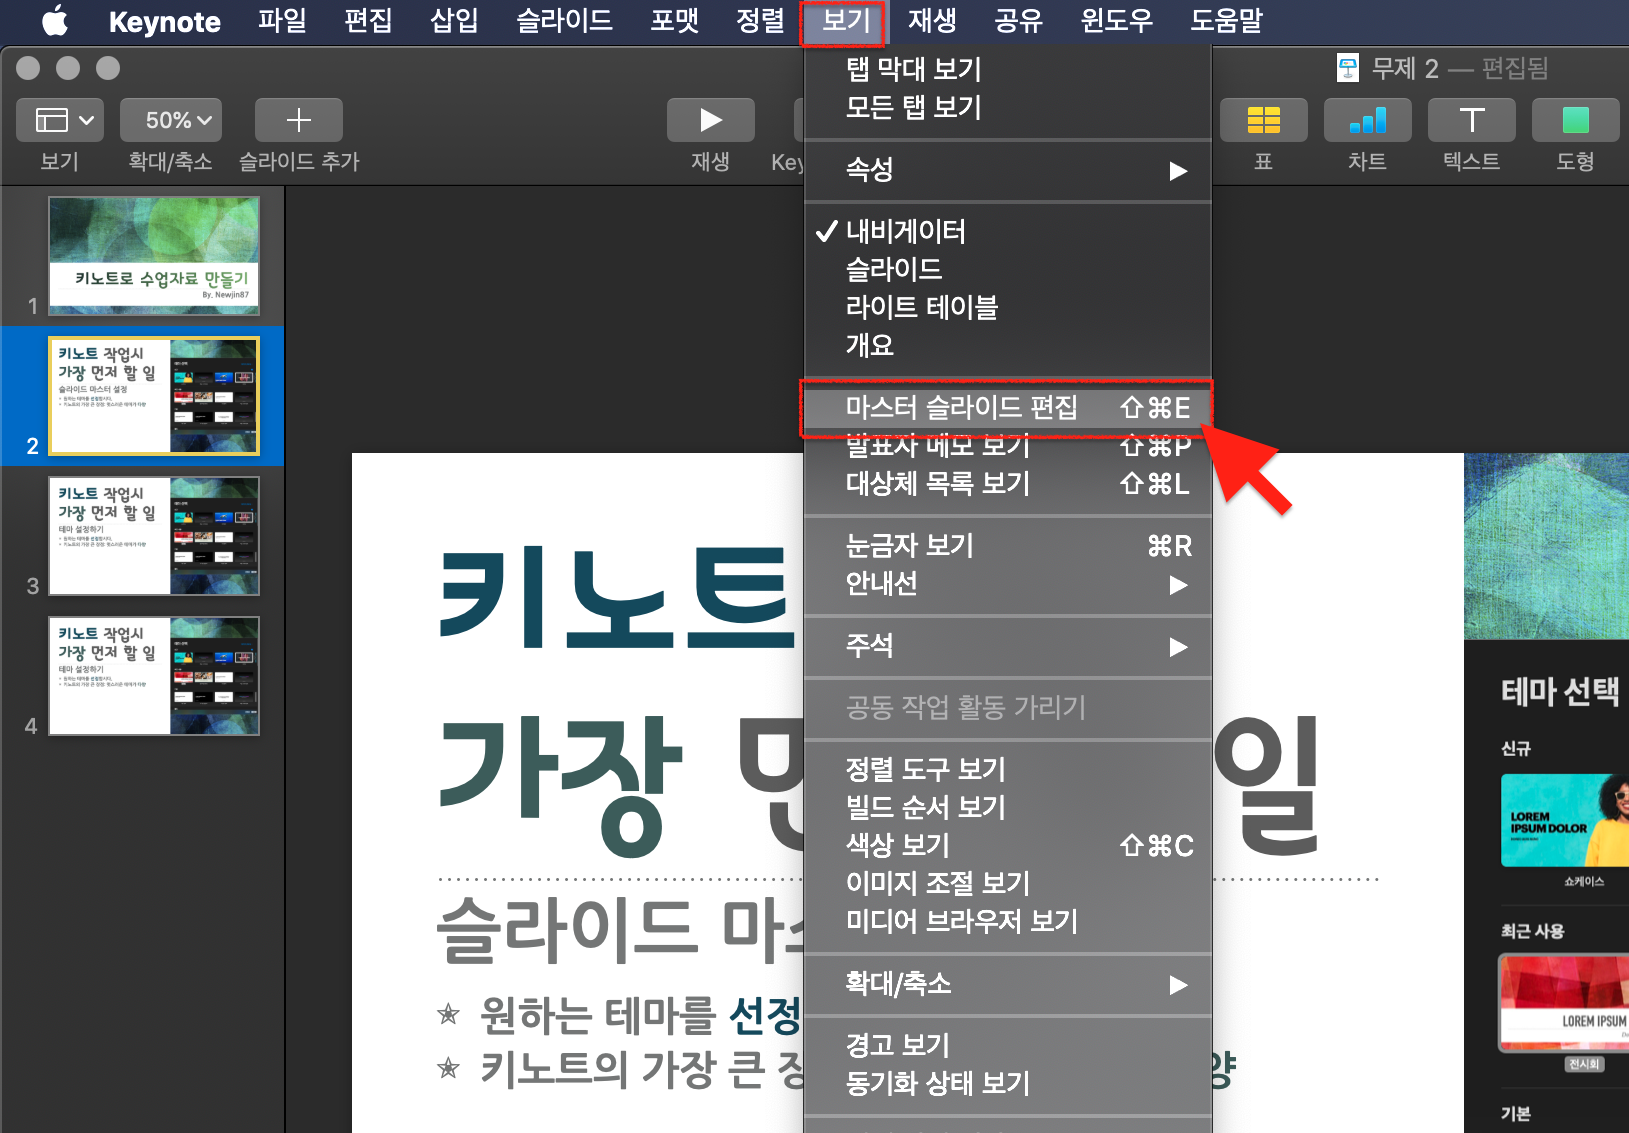 Keynote 파일 편집 삽입 슬라이드 포맷 정렬 보기 재생 공유 윈도우 도움말
무제 2 — 편집됨
50%
보기 확대/축소 슬라이드 추가 재생 Key 표 차트 텍스트 도형
탭 막대 보기
모든 탭 보기
속성
내비게이터
슬라이드
라이트 테이블
개요
마스터 슬라이드 편집 ⇧⌘E
발표자 메모 보기 ⇧⌘P
대상체 목록 보기 ⇧⌘L
눈금자 보기 ⌘R
안내선
주석
공동 작업 활동 가리기
정렬 도구 보기
빌드 순서 보기
색상 보기 ⇧⌘C
이미지 조절 보기
미디어 브라우저 보기
확대/축소
경고 보기
동기화 상태 보기
키노트로 수업자료 만들기
By. Newjin87
1
키노트 작업시
가장 먼저 할 일
슬라이드 마스터 설정
2
키노트 작업시
가장 먼저 할 일
테마 설정하기
3
키노트 작업시
가장 먼저 할 일
테마 설정하기
4
키노트
가장 일
슬라이드 마
원하는 테마를 선정
키노트의 가장 큰 양
테마 선택
신규
LOREM
IPSUM DOLOR
쇼케이스
최근 사용
LOREM IPSUM
전시회
기본